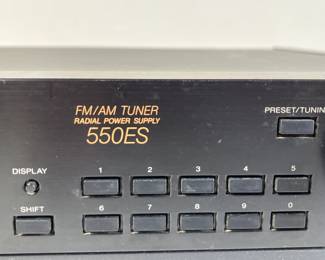 FM/AM TUNER
RADIAL POWER SUPPLY
550ES
PRESET/TUNIN
DISPLAY
1 2 3 4 5
SHIFT
6 7 8 9 0